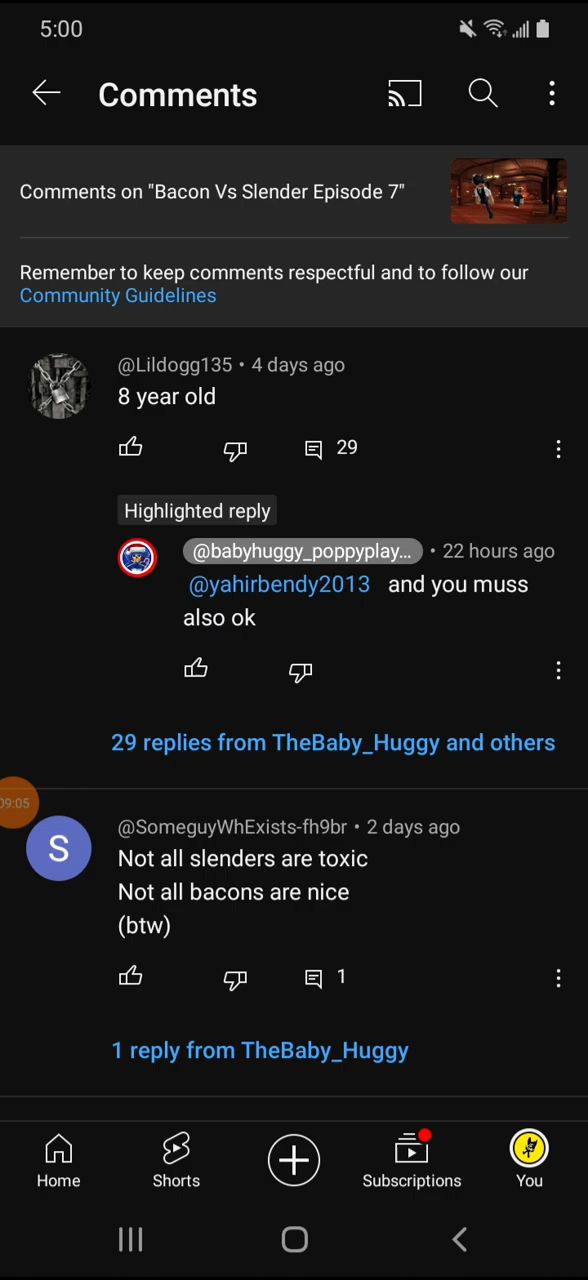 5:00
Comments
Comments on "Bacon Vs Slender Episode 7"
Remember to keep comments respectful and to follow our
Community Guidelines
@Lildogg135 • 4 days ago
8 year old
29
Highlighted reply
@babyhuggy_poppyplay... • 22 hours ago
@yahirbendy2013 and you muss
also ok
29 replies from TheBaby_Huggy and others
09:05
S
@SomeguyWhExists-fh9br • 2 days ago
Not all slenders are toxic
Not all bacons are nice
(btw)
1
1 reply from TheBaby_Huggy
Home
Shorts
Subscriptions
You